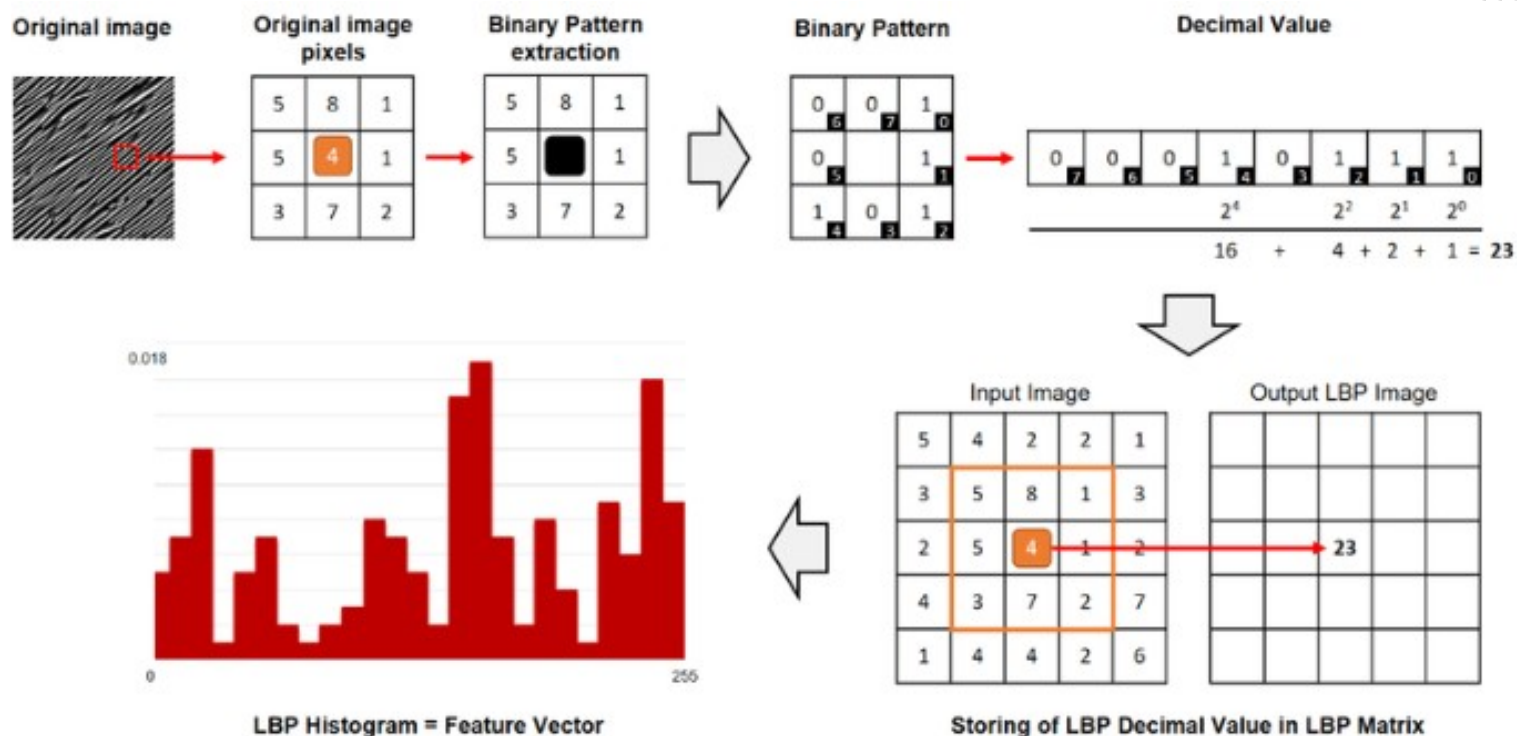 Original image
Original image pixels
Binary Pattern extraction
Binary Pattern
Decimal Value
5 8 1
5 4 1
3 7 2
5 8 1
5 1
3 7 2
0 6 0 7 1 0
0 5 1 1
1 4 0 3 1 2
0 7 0 6 0 5 1 4 0 3 1 2 1 1 1 0
2⁴ 2² 2¹ 2⁰
16 + 4 + 2 + 1 = 23
0.018
0 255
LBP Histogram = Feature Vector
Input Image
5 4 2 2 1
3 5 8 1 3
2 5 4 1 2
4 3 7 2 7
1 4 4 2 6
Output LBP Image
23
Storing of LBP Decimal Value in LBP Matrix